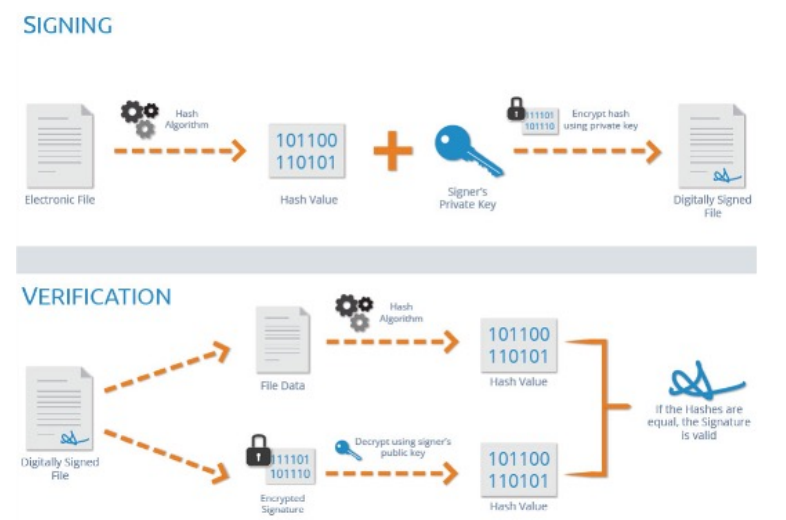 SIGNING
Hash
Algorithm
111101
101110
Encrypt hash
using private key
101100
110101
Electronic File
Hash Value
Signer's
Private Key
Digitally Signed
File
VERIFICATION
Hash
Algorithm
101100
110101
File Data
Hash Value
If the Hashes are
equal, the Signature
is valid
Decrypt using signer's
public key
111101
101110
101100
110101
Digitally Signed
File
Encrypted
Signature
Hash Value